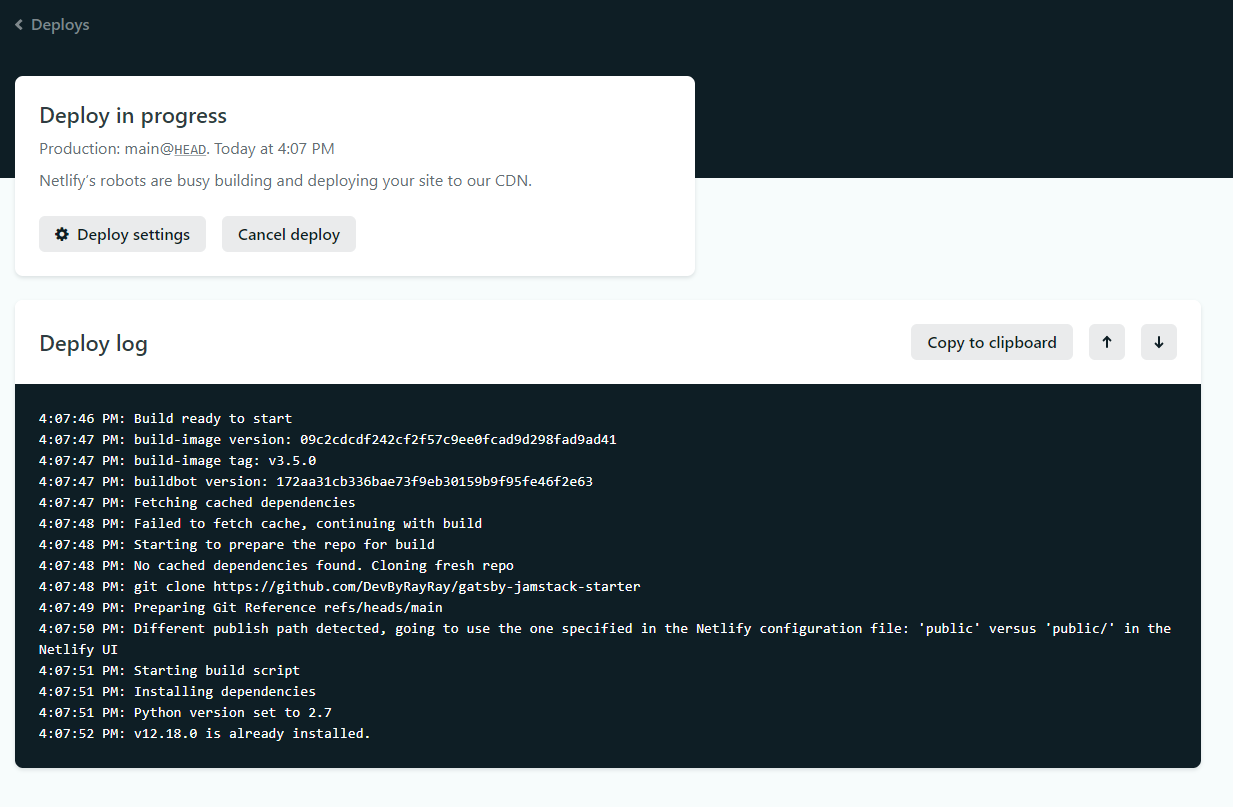 Deploys
Deploy in progress
Production: main@HEAD. Today at 4:07 PM
Netlify's robots are busy building and deploying your site to our CDN.
Deploy settings
Cancel deploy
Deploy log
Copy to clipboard
4:07:46 PM: Build ready to start
4:07:47 PM: build-image version: 09c2cdcdf242cf2f57c9ee0fcad9d298fad9ad41
4:07:47 PM: build-image tag: v3.5.0
4:07:47 PM: buildbot version: 172aa31cb336bae73f9eb30159b9f95fe46f2e63
4:07:47 PM: Fetching cached dependencies
4:07:48 PM: Failed to fetch cache, continuing with build
4:07:48 PM: Starting to prepare the repo for build
4:07:48 PM: No cached dependencies found. Cloning fresh repo
4:07:48 PM: git clone https://github.com/DevByRayRay/gatsby-jamstack-starter
4:07:49 PM: Preparing Git Reference refs/heads/main
4:07:50 PM: Different publish path detected, going to use the one specified in the Netlify configuration file: 'public' versus 'public/' in the
Netlify UI
4:07:51 PM: Starting build script
4:07:51 PM: Installing dependencies
4:07:51 PM: Python version set to 2.7
4:07:52 PM: v12.18.0 is already installed.